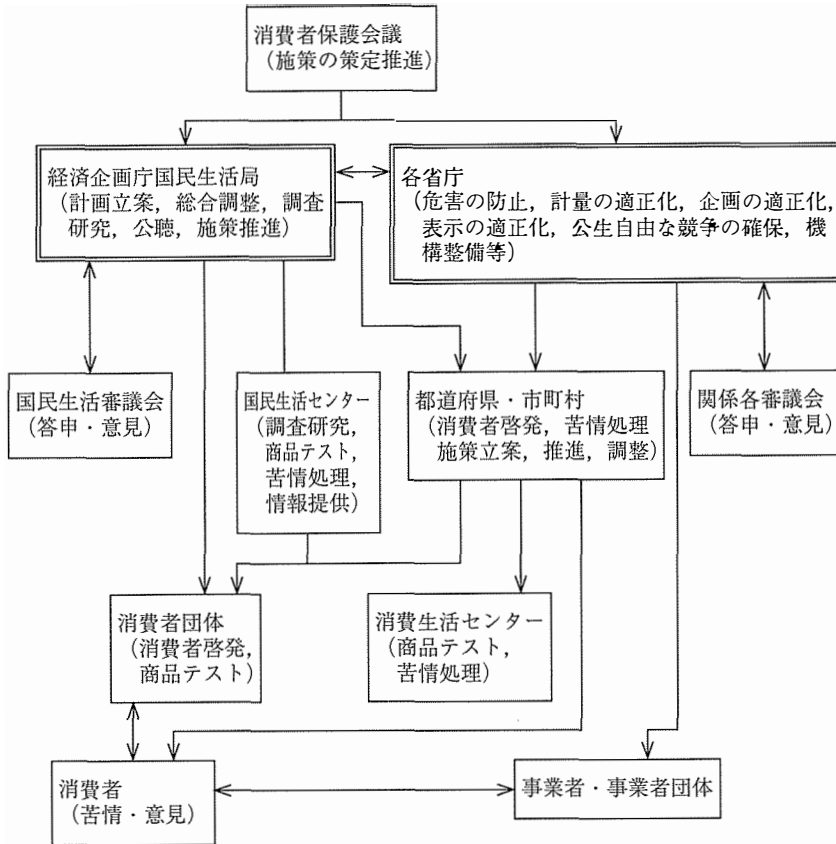 消費者保護会議
（施策の策定推進）
経済企画庁国民生活局
（計画立案，総合調整，調査
研究，公聴，施策推進）
各省庁
（危害の防止，計量の適正化，企画の適正化，
表示の適正化，公生自由な競争の確保，機
構整備等）
国民生活審議会
（答申・意見）
国民生活センター
（調査研究，
商品テスト，
苦情処理，
情報提供）
都道府県・市町村
（消費者啓発，苦情処理
施策立案，推進，調整）
関係各審議会
（答申・意見）
消費者団体
（消費者啓発，
商品テスト）
消費生活センター
（商品テスト，
苦情処理）
消費者
（苦情・意見）
事業者・事業者団体